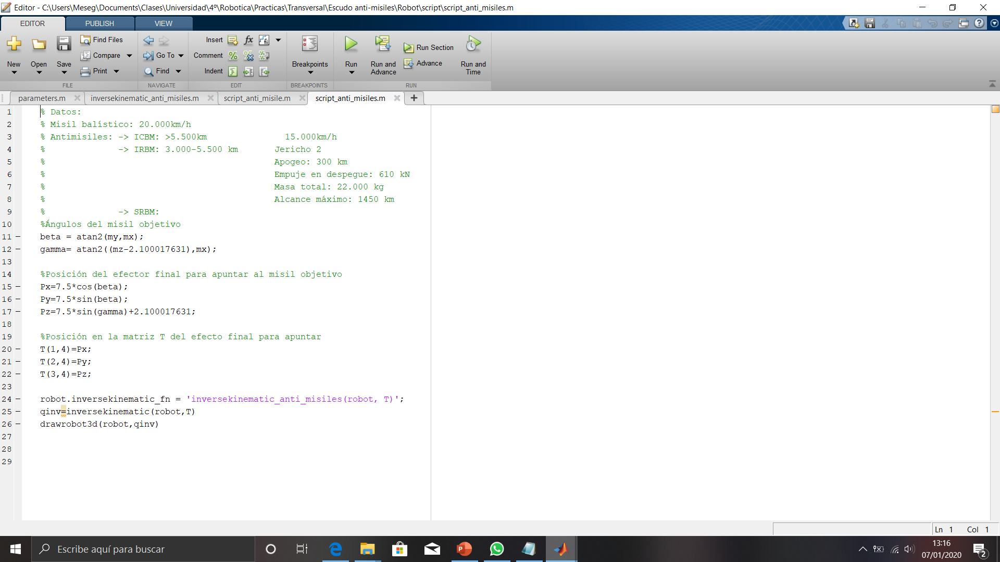 Editor - C:\Users\Meseg\Documents\Clases\Universidad\4º\Robotica\Practicas\Transversal\Escudo anti-misiles\Robot\script\script_anti_misiles.m
EDITOR PUBLISH VIEW
New Open Save
Find Files
Compare
Print
FILE
Go To
Find
NAVIGATE
Insert
Comment
Indent
EDIT
Breakpoints
BREAKPOINTS
Run
Run and Advance
Run Section
Advance
Run and Time
RUN
parameters.m inversekinematic_anti_misiles.m script_anti_misile.m script_anti_misiles.m
1 % Datos:
2 % Misil balístico: 20.000km/h
3 % Antimisiles: -> ICBM: >5.500km 15.000km/h
4 % -> IRBM: 3.000-5.500 km Jericho 2
5 % Apogeo: 300 km
6 % Empuje en despegue: 610 kN
7 % Masa total: 22.000 kg
8 % Alcance máximo: 1450 km
9 % -> SRBM:
10 %Ángulos del misil objetivo
11 beta = atan2(my,mx);
12 gamma= atan2((mz-2.100017631),mx);
13
14 %Posición del efector final para apuntar al misil objetivo
15 Px=7.5*cos(beta);
16 Py=7.5*sin(beta);
17 Pz=7.5*sin(gamma)+2.100017631;
18
19 %Posición en la matriz T del efecto final para apuntar
20 T(1,4)=Px;
21 T(2,4)=Py;
22 T(3,4)=Pz;
23
24 robot.inversekinematic_fn = 'inversekinematic_anti_misiles(robot, T)';
25 qinv=inversekinematic(robot,T)
26 drawrobot3d(robot,qinv)
27
28
29
Ln 1 Col 1
Escribe aquí para buscar
13:16
07/01/2020
2